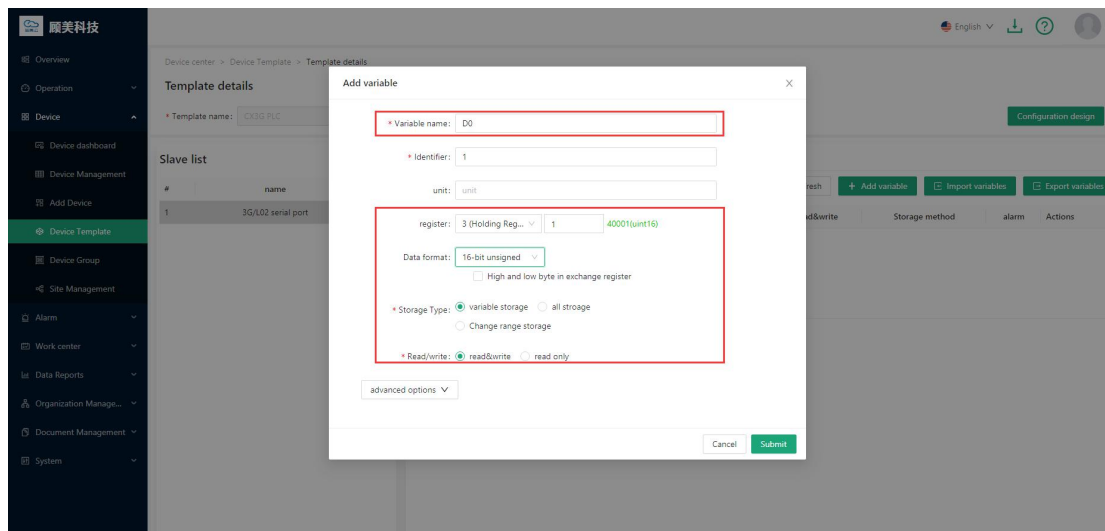 顾美科技
English
Overview
Operation
Device
Device dashboard
Device Management
Add Device
Device Template
Device Group
Site Management
Alarm
Work center
Data Reports
Organization Manage...
Document Management
System
Device center > Device Template > Template details
Template details
* Template name: CX3G PLC
Configuration design
Slave list
# name
1 3G/L02 serial port
resh
+ Add variable
Import variables
Export variables
d&write Storage method alarm Actions
Add variable
* Variable name: D0
* Identifier: 1
unit: unit
register: 3 (Holding Reg... 1 40001(uint16)
Data format: 16-bit unsigned
High and low byte in exchange register
* Storage Type: variable storage all stroage
Change range storage
* Read/write: read&write read only
advanced options
Cancel Submit